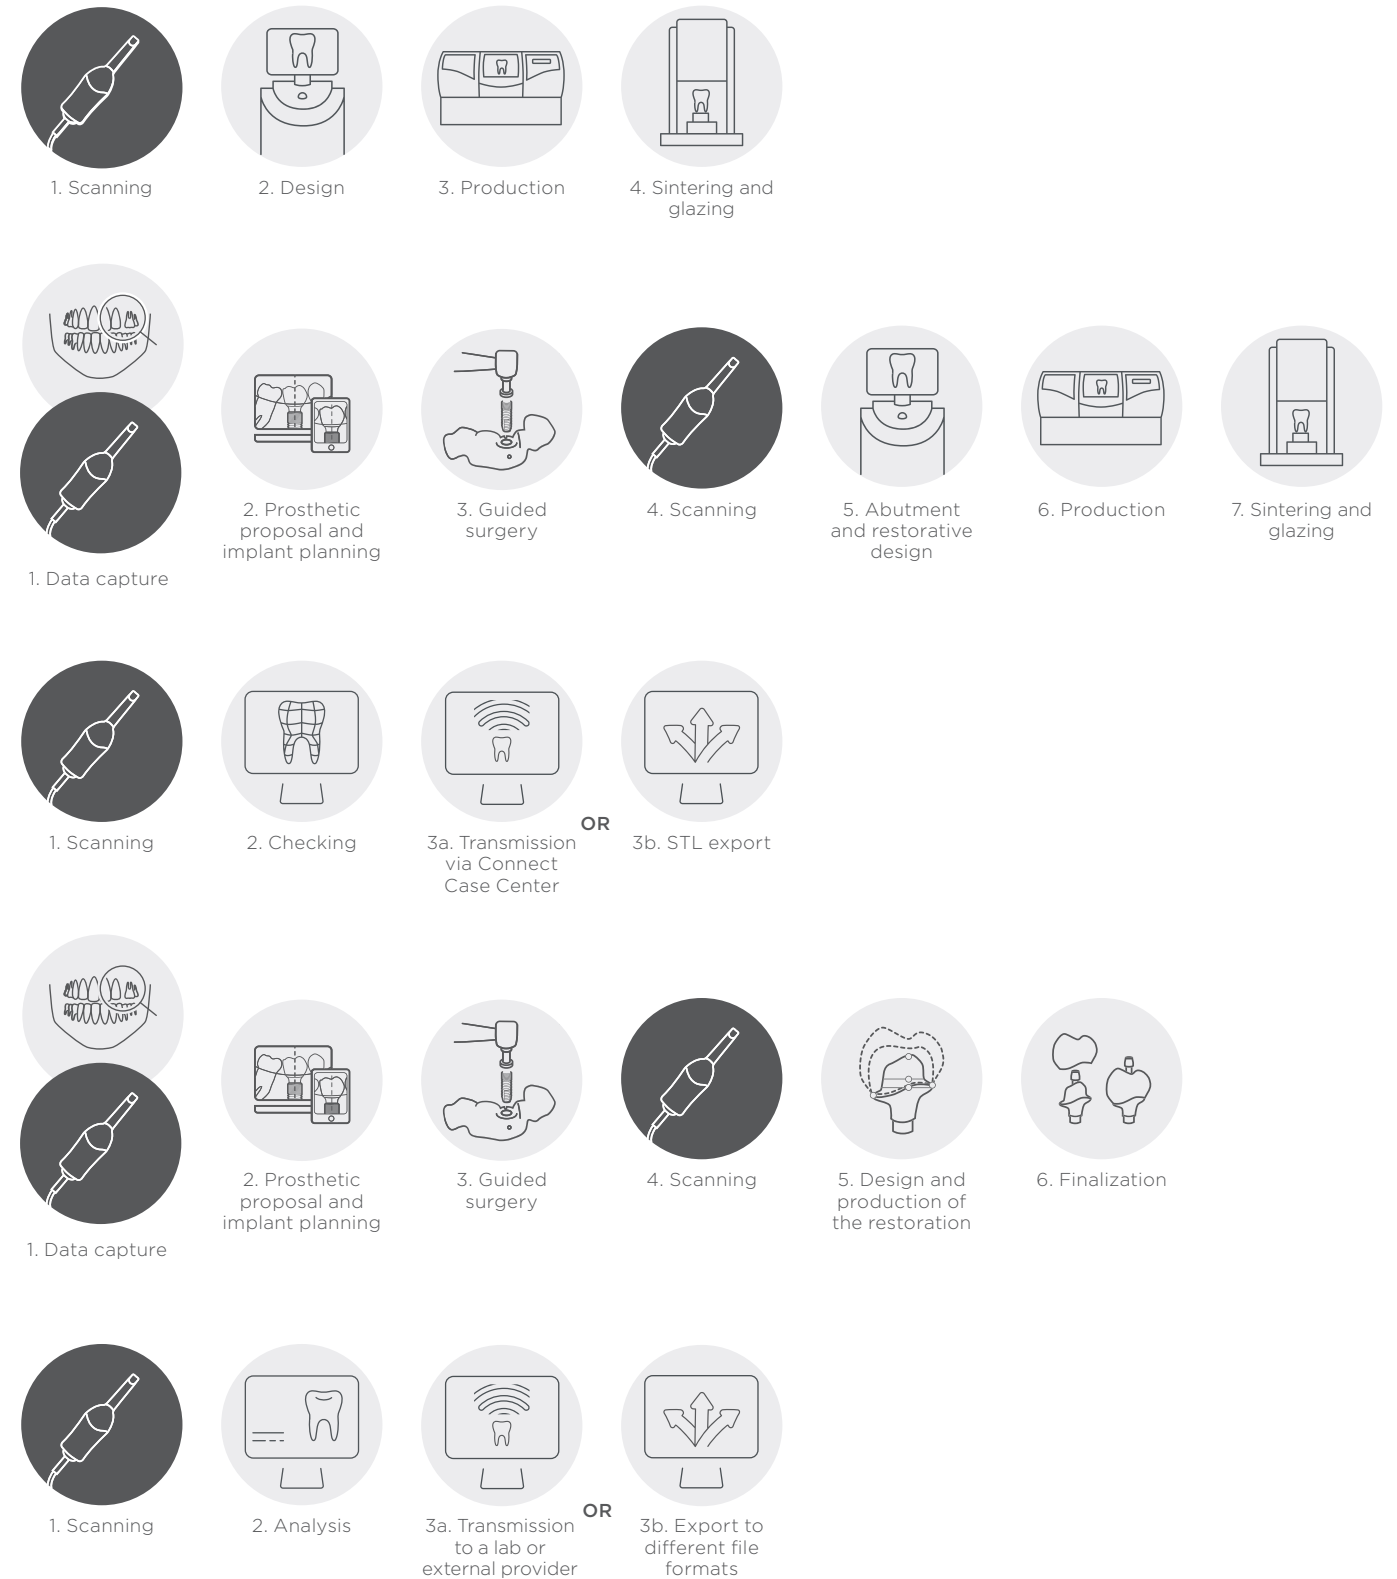 1. Scanning
2. Design
3. Production
4. Sintering and
glazing
1. Data capture
2. Prosthetic
proposal and
implant planning
3. Guided
surgery
4. Scanning
5. Abutment
and restorative
design
6. Production
7. Sintering and
glazing
1. Scanning
2. Checking
3a. Transmission
via Connect
Case Center
OR
3b. STL export
1. Data capture
2. Prosthetic
proposal and
implant planning
3. Guided
surgery
4. Scanning
5. Design and
production of
the restoration
6. Finalization
1. Scanning
2. Analysis
3a. Transmission
to a lab or
external provider
OR
3b. Export to
different file
formats